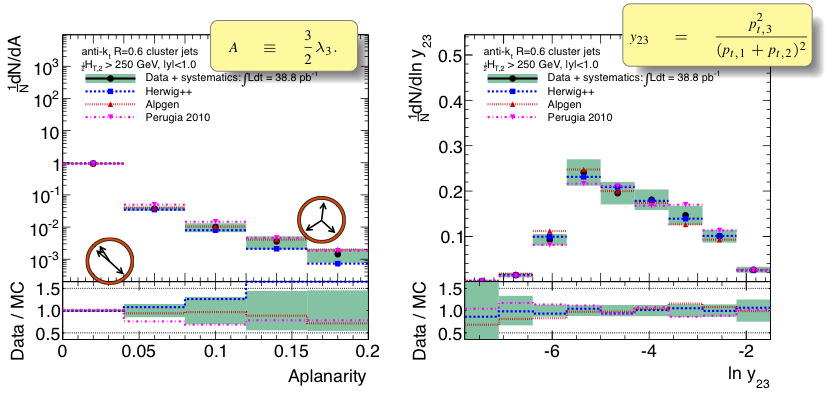 A ≡ 3/2 λ₃.
1/N dN/dA
anti-kₜ R=0.6 cluster jets
½H_T,2 > 250 GeV, |y|<1.0
Data + systematics: ∫Ldt = 38.8 pb⁻¹
Herwig++
Alpgen
Perugia 2010
10³
10²
10
1
10⁻¹
10⁻²
10⁻³
Data / MC
1.5
1.0
0.5
0 0.05 0.1 0.15 0.2
Aplanarity
y₂₃ = p²_t,3 / (p_t,1 + p_t,2)²
1/N dN/dln y₂₃
anti-kₜ R=0.6 cluster jets
½H_T,2 > 250 GeV, |y|<1.0
Data + systematics: ∫Ldt = 38.8 pb⁻¹
Herwig++
Alpgen
Perugia 2010
0.5
0.4
0.3
0.2
0.1
Data / MC
1.5
1.0
0.5
-6 -4 -2
ln y₂₃